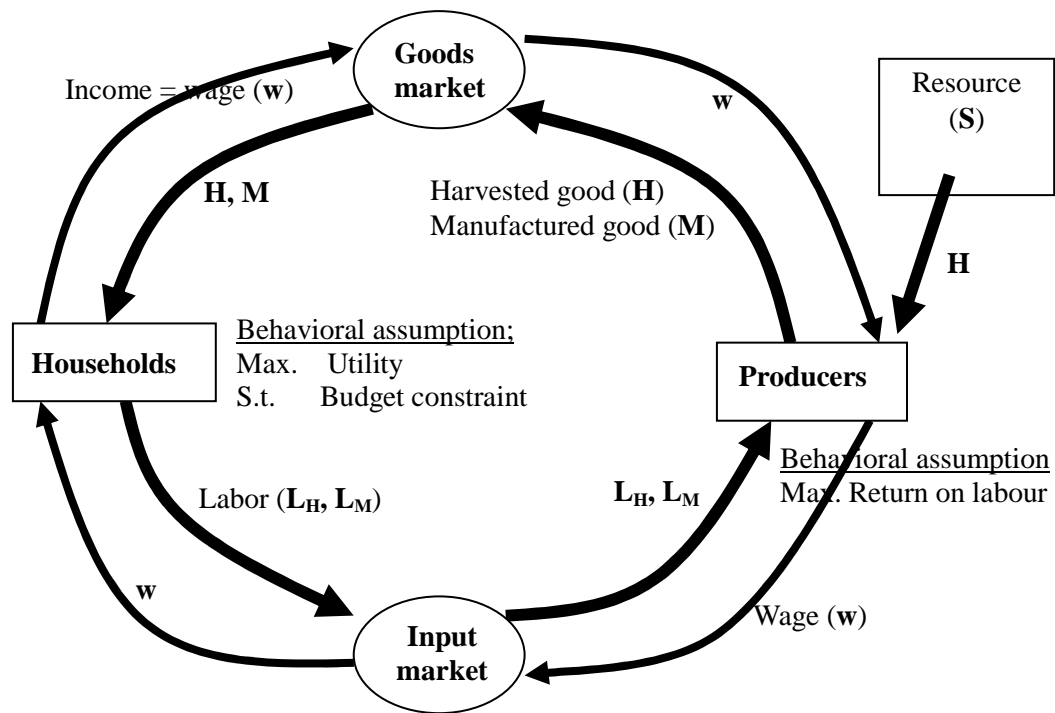 Goods
market
Income = wage (w)
w
Resource
(S)
H, M
Harvested good (H)
Manufactured good (M)
H
Households
Behavioral assumption;
Max. Utility
S.t. Budget constraint
Producers
Behavioral assumption
Max. Return on labour
Labor (L_H, L_M)
L_H, L_M
w
Wage (w)
Input
market